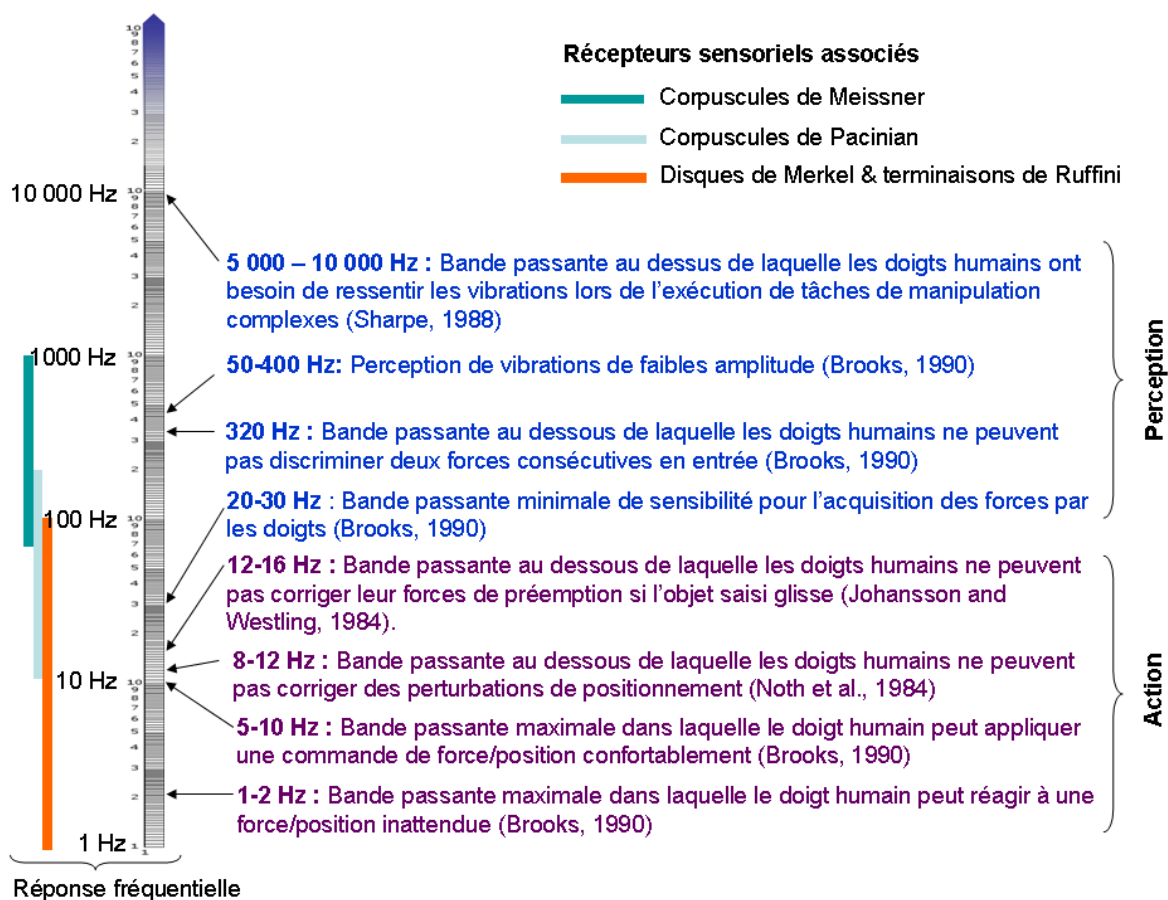 Récepteurs sensoriels associés
Corpuscules de Meissner
Corpuscules de Pacinian
Disques de Merkel & terminaisons de Ruffini
10 000 Hz
5 000 – 10 000 Hz : Bande passante au dessus de laquelle les doigts humains ont
besoin de ressentir les vibrations lors de l'exécution de tâches de manipulation
complexes (Sharpe, 1988)
1000 Hz
50-400 Hz: Perception de vibrations de faibles amplitude (Brooks, 1990)
320 Hz : Bande passante au dessous de laquelle les doigts humains ne peuvent
pas discriminer deux forces consécutives en entrée (Brooks, 1990)
20-30 Hz : Bande passante minimale de sensibilité pour l'acquisition des forces par
les doigts (Brooks, 1990)
Perception
100 Hz
12-16 Hz : Bande passante au dessous de laquelle les doigts humains ne peuvent
pas corriger leur forces de préemption si l'objet saisi glisse (Johansson and
Westling, 1984).
8-12 Hz : Bande passante au dessous de laquelle les doigts humains ne peuvent
pas corriger des perturbations de positionnement (Noth et al., 1984)
10 Hz
5-10 Hz : Bande passante maximale dans laquelle le doigt humain peut appliquer
une commande de force/position confortablement (Brooks, 1990)
1-2 Hz : Bande passante maximale dans laquelle le doigt humain peut réagir à une
force/position inattendue (Brooks, 1990)
Action
1 Hz
Réponse fréquentielle